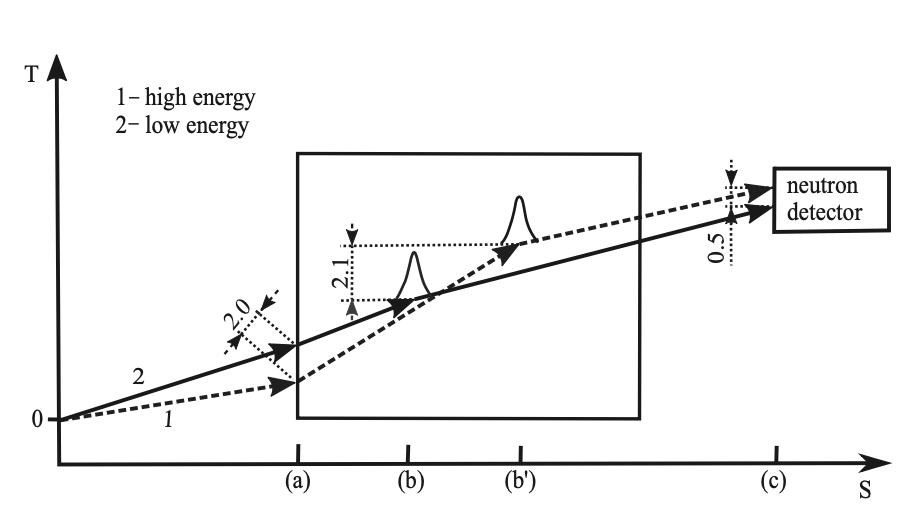 T
1– high energy
2– low energy
neutron
detector
0.5
2.1
2.0
2
1
0
(a)
(b)
(b')
(c)
S